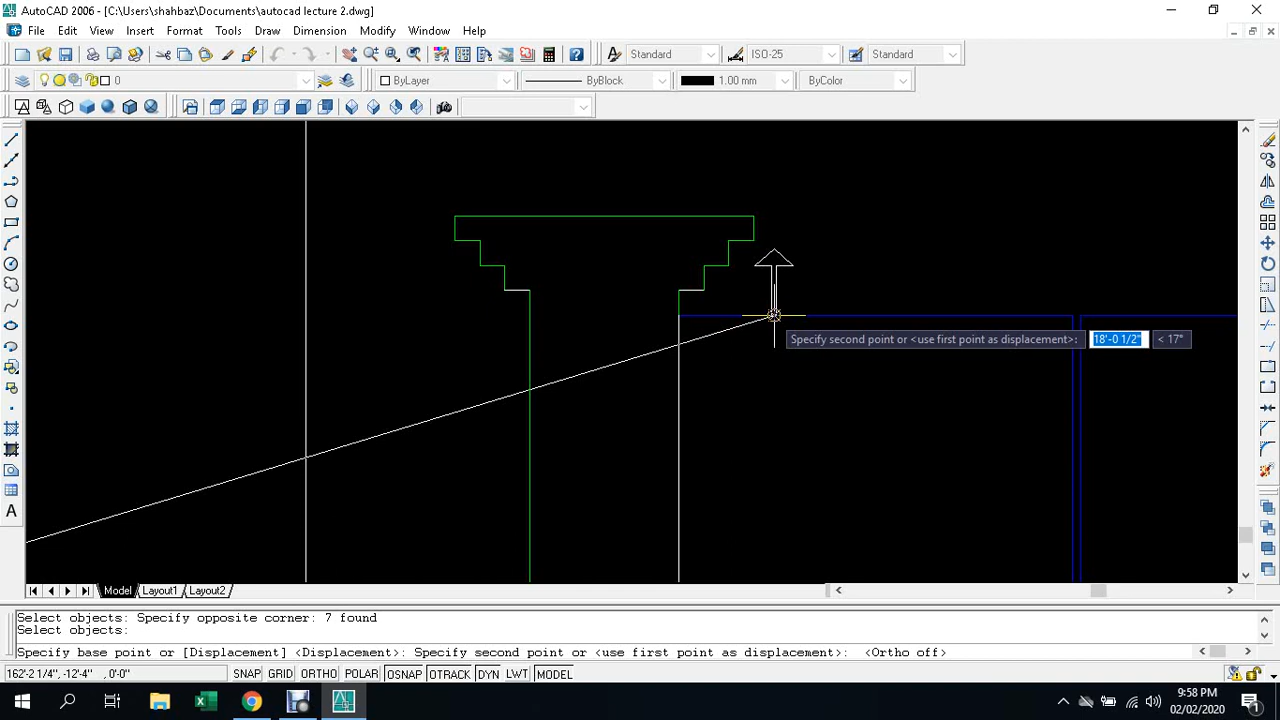 AutoCAD 2006 - [C:\Users\shahbaz\Documents\autocad lecture 2.dwg]
File Edit View Insert Format Tools Draw Dimension Modify Window Help
Standard ISO-25 Standard
0 ByLayer ByBlock 1.00 mm ByColor
Specify second point or <use first point as displacement>: 18'-0 1/2" < 17°
A
Model Layout1 Layout2
Select objects: Specify opposite corner: 7 found
Select objects:
Specify base point or [Displacement] <Displacement>: Specify second point or <use first point as displacement>: <Ortho off>
162'-2 1/4", -12'-4" ,0'-0" SNAP GRID ORTHO POLAR OSNAP OTRACK DYN LWT MODEL
9:58 PM
02/02/2020